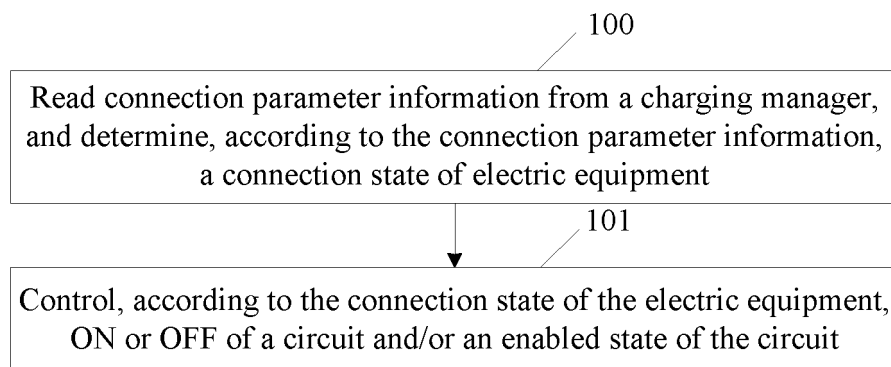 100
Read connection parameter information from a charging manager,
and determine, according to the connection parameter information,
a connection state of electric equipment
101
Control, according to the connection state of the electric equipment,
ON or OFF of a circuit and/or an enabled state of the circuit